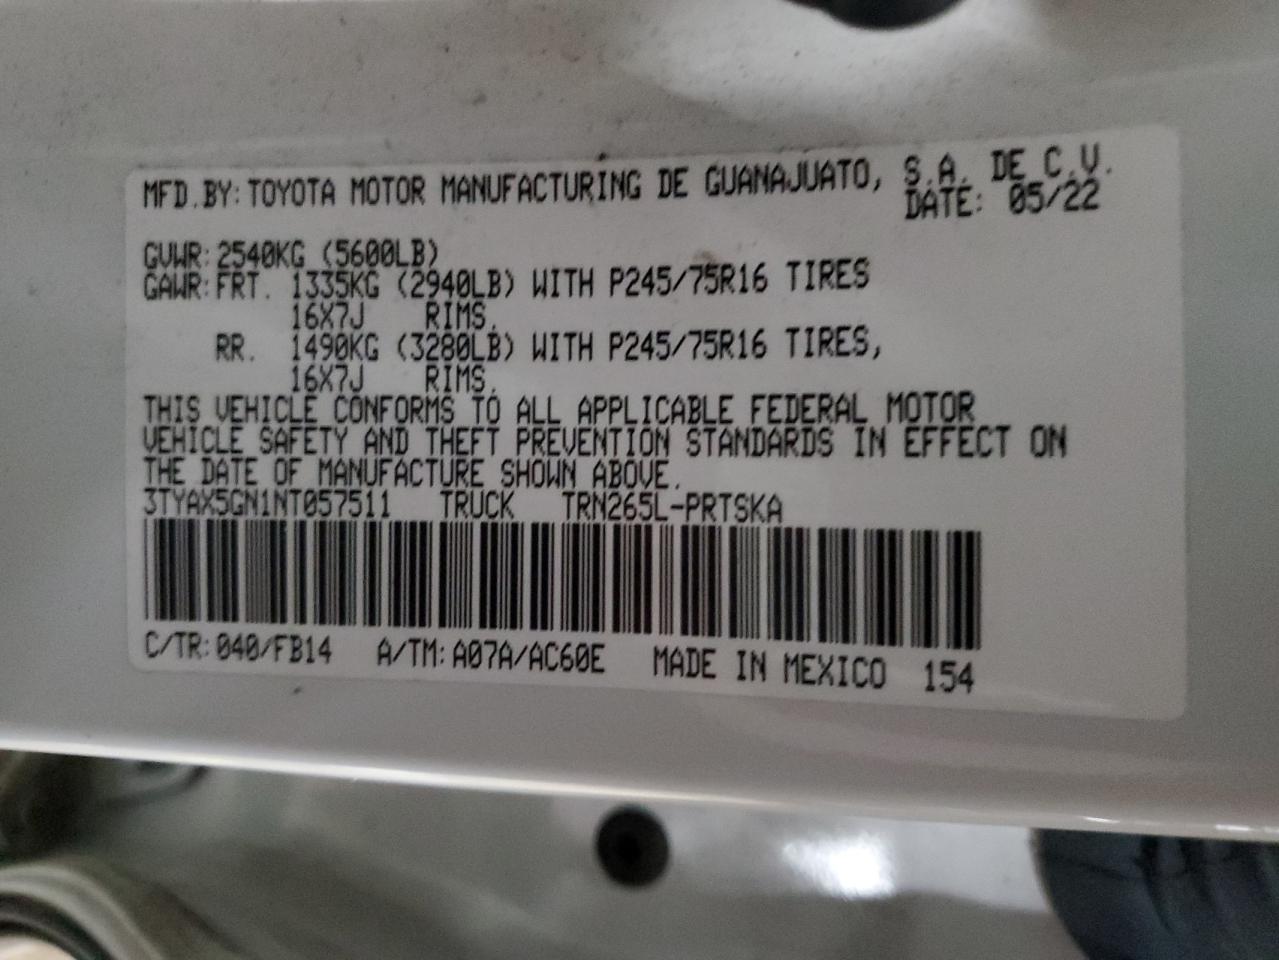 MFD.BY: TOYOTA MOTOR MANUFACTURING DE GUANAJUATO, S.A. DE C.V.
DATE: 05/22
GVWR: 2540KG (5600LB)
GAWR: FRT. 1335KG (2940LB) WITH P245/75R16 TIRES
16X7J RIMS,
RR. 1490KG (3280LB) WITH P245/75R16 TIRES,
16X7J RIMS,
THIS VEHICLE CONFORMS TO ALL APPLICABLE FEDERAL MOTOR
VEHICLE SAFETY AND THEFT PREVENTION STANDARDS IN EFFECT ON
THE DATE OF MANUFACTURE SHOWN ABOVE.
3TYAX5GN1NT057511 TRUCK TRN265L-PRTSKA
C/TR: 040/FB14 A/TM: A07A/AC60E MADE IN MEXICO 154